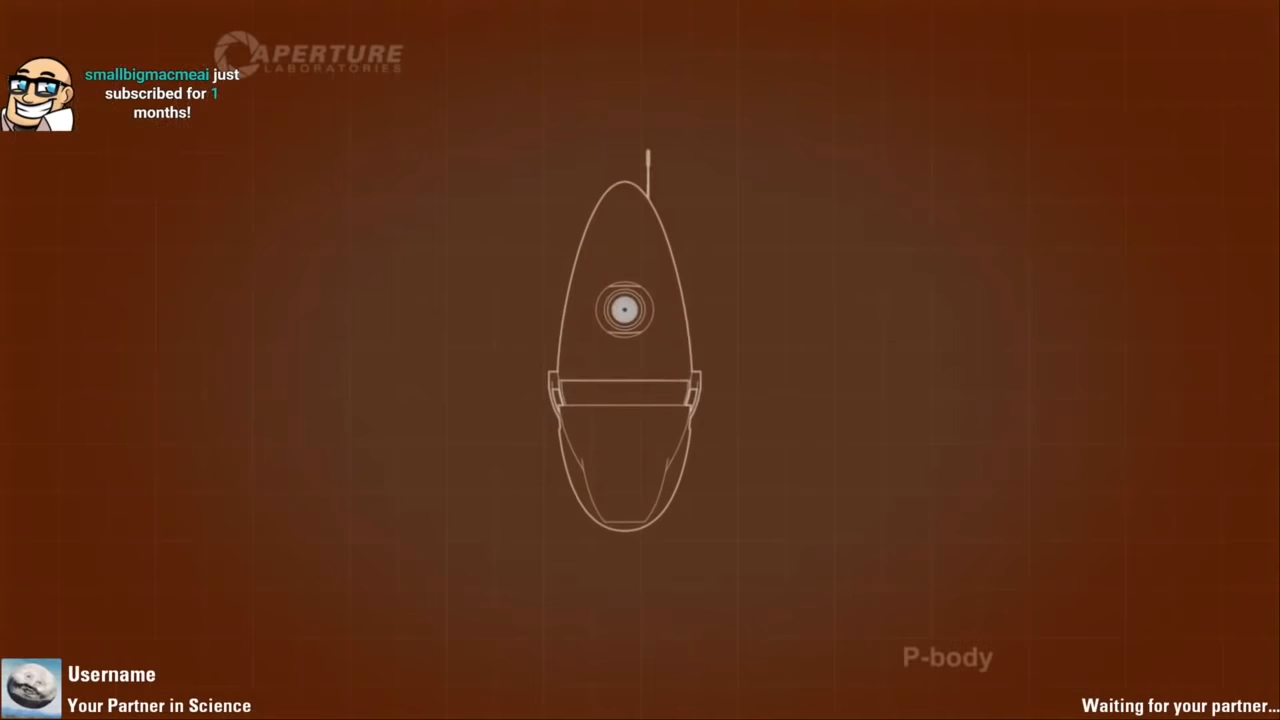 APERTURE
LABORATORIES
smallbigmacmeai just
subscribed for 1
months!
P-body
Username
Your Partner in Science
Waiting for your partner...